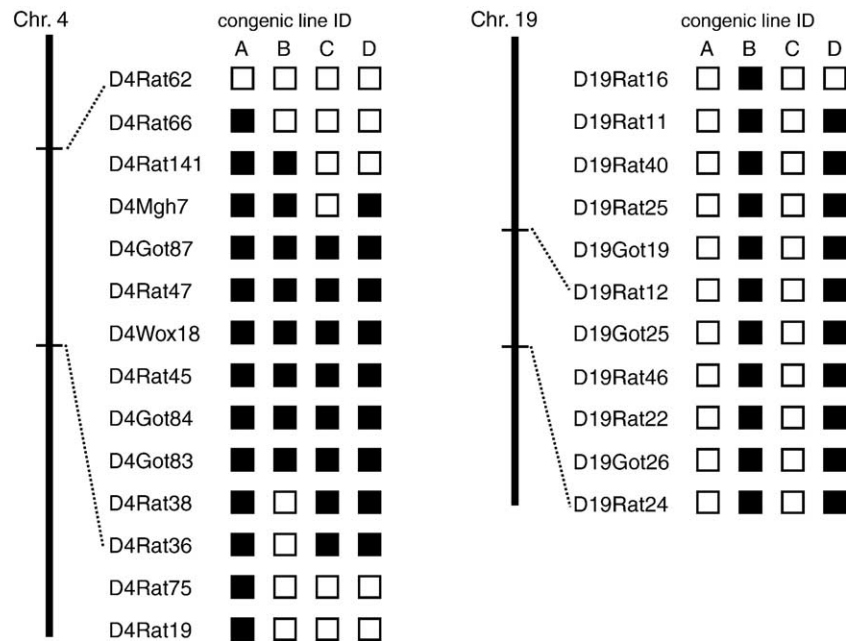 Chr. 4
congenic line ID
A B C D
D4Rat62
D4Rat66
D4Rat141
D4Mgh7
D4Got87
D4Rat47
D4Wox18
D4Rat45
D4Got84
D4Got83
D4Rat38
D4Rat36
D4Rat75
D4Rat19
Chr. 19
congenic line ID
A B C D
D19Rat16
D19Rat11
D19Rat40
D19Rat25
D19Got19
D19Rat12
D19Got25
D19Rat46
D19Rat22
D19Got26
D19Rat24